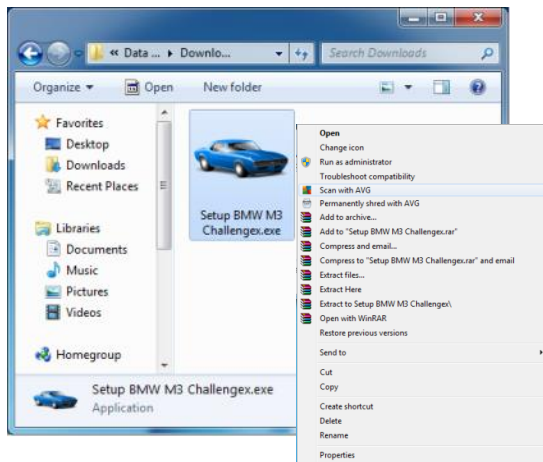 « Data ... ▸ Downlo...
Search Downloads
Organize ▾
Open
New folder
Favorites
Desktop
Downloads
Recent Places
Libraries
Documents
Music
Pictures
Videos
Homegroup
Setup BMW M3
Challengex.exe
Setup BMW M3 Challengex.exe
Application
Open
Change icon
Run as administrator
Troubleshoot compatibility
Scan with AVG
Permanently shred with AVG
Add to archive...
Add to "Setup BMW M3 Challengex.rar"
Compress and email...
Compress to "Setup BMW M3 Challengex.rar" and email
Extract files...
Extract Here
Extract to Setup BMW M3 Challengex\
Open with WinRAR
Restore previous versions
Send to
Cut
Copy
Create shortcut
Delete
Rename
Properties